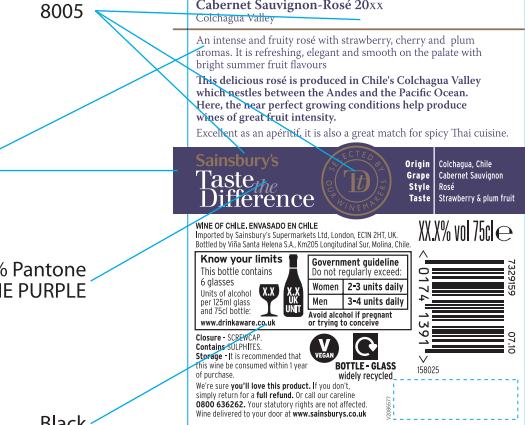 8005
Cabernet Sauvignon-Rosé 20xx
Colchagua Valley
An intense and fruity rosé with strawberry, cherry and plum
aromas. It is refreshing, elegant and smooth on the palate with
bright summer fruit flavours
This delicious rosé is produced in Chile's Colchagua Valley
which nestles between the Andes and the Pacific Ocean.
Here, the near perfect growing conditions help produce
wines of great fruit intensity.
Excellent as an apéritif, it is also a great match for spicy Thai cuisine.
Sainsbury's
Taste the
Difference
SELECTED BY
OUR WINEMAKERS
TtD
Origin Colchagua, Chile
Grape Cabernet Sauvignon
Style Rosé
Taste Strawberry & plum fruit
WINE OF CHILE. ENVASADO EN CHILE
Imported by Sainsbury's Supermarkets Ltd, London, EC1N 2HT, UK.
Bottled by Viña Santa Helena S.A., Km205 Longitudinal Sur, Molina, Chile.
XX.X% vol 75cl e
% Pantone
NE PURPLE
Know your limits
This bottle contains
6 glasses
Units of alcohol
per 125ml glass
and 75cl bottle:
www.drinkaware.co.uk
X.X
X.X
UK
UNIT
Government guideline
Do not regularly exceed:
Women 2-3 units daily
Men 3-4 units daily
Avoid alcohol if pregnant
or trying to conceive
< 0174 1391 >
7329159
07.10
158025
Closure - SCREWCAP.
Contains SULPHITES.
Storage - It is recommended that
this wine be consumed within 1 year
of purchase.
V
VEGAN
BOTTLE - GLASS
widely recycled
We're sure you'll love this product. If you don't,
simply return for a full refund. Or call our careline
0800 636262. Your statutory rights are not affected.
Wine delivered to your door at www.sainsburys.co.uk
Black